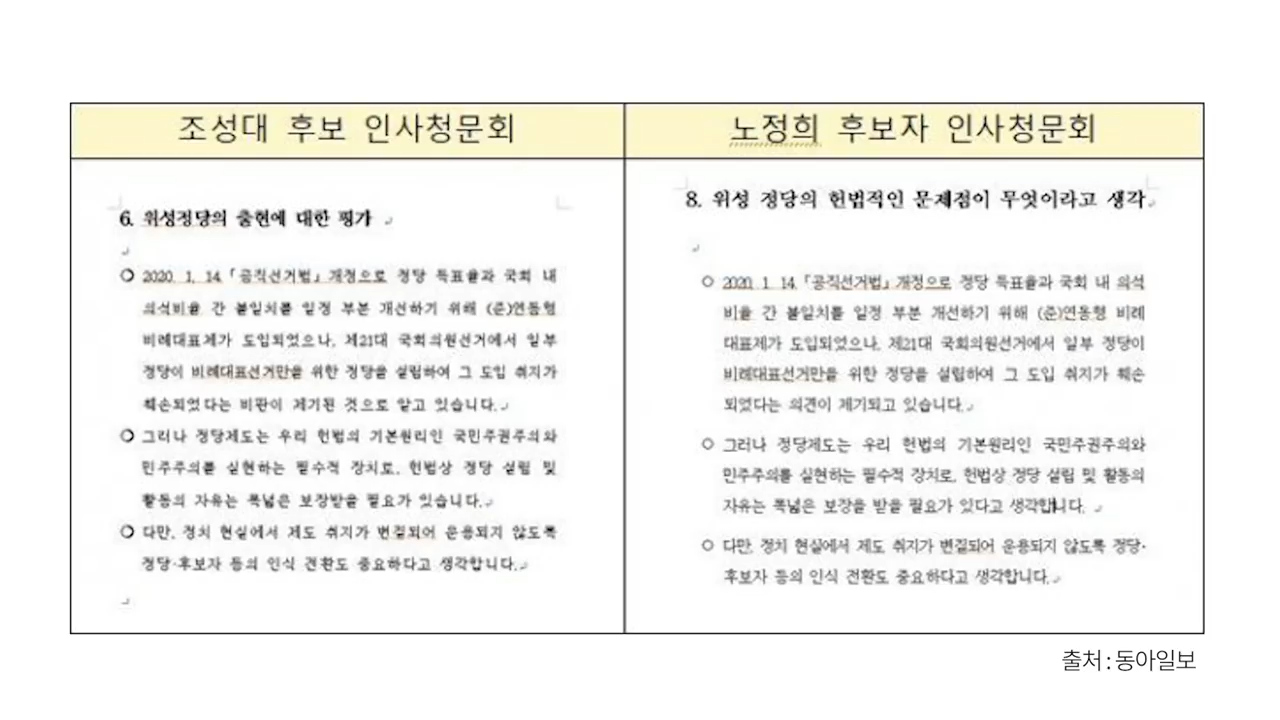 조성대 후보 인사청문회
6. 위성정당의 출현에 대한 평가
○ 2020. 1. 14.「공직선거법」개정으로 정당 득표율과 국회 내
의석비율 간 불일치를 일정 부분 개선하기 위해 (준)연동형
비례대표제가 도입되었으나, 제21대 국회의원선거에서 일부
정당이 비례대표선거만을 위한 정당을 설립하여 그 도입 취지가
훼손되었다는 비판이 제기된 것으로 알고 있습니다.
○ 그러나 정당제도는 우리 헌법의 기본원리인 국민주권주의와
민주주의를 실현하는 필수적 장치로, 헌법상 정당 설립 및
활동의 자유는 폭넓은 보장받을 필요가 있습니다.
○ 다만, 정치 현실에서 제도 취지가 변질되어 운용되지 않도록
정당·후보자 등의 인식 전환도 중요하다고 생각합니다.
노정희 후보자 인사청문회
8. 위성 정당의 헌법적인 문제점이 무엇이라고 생각
○ 2020. 1. 14.「공직선거법」개정으로 정당 득표율과 국회 내 의석
비율 간 불일치를 일정 부분 개선하기 위해 (준)연동형 비례
대표제가 도입되었으나, 제21대 국회의원선거에서 일부 정당이
비례대표선거만을 위한 정당을 설립하여 그 도입 취지가 훼손
되었다는 의견이 제기되고 있습니다.
○ 그러나 정당제도는 우리 헌법의 기본원리인 국민주권주의와
민주주의를 실현하는 필수적 장치로, 헌법상 정당 설립 및 활동의
자유는 폭넓은 보장을 받을 필요가 있다고 생각합니다.
○ 다만, 정치 현실에서 제도 취지가 변질되어 운용되지 않도록 정당·
후보자 등의 인식 전환도 중요하다고 생각합니다.
출처 : 동아일보